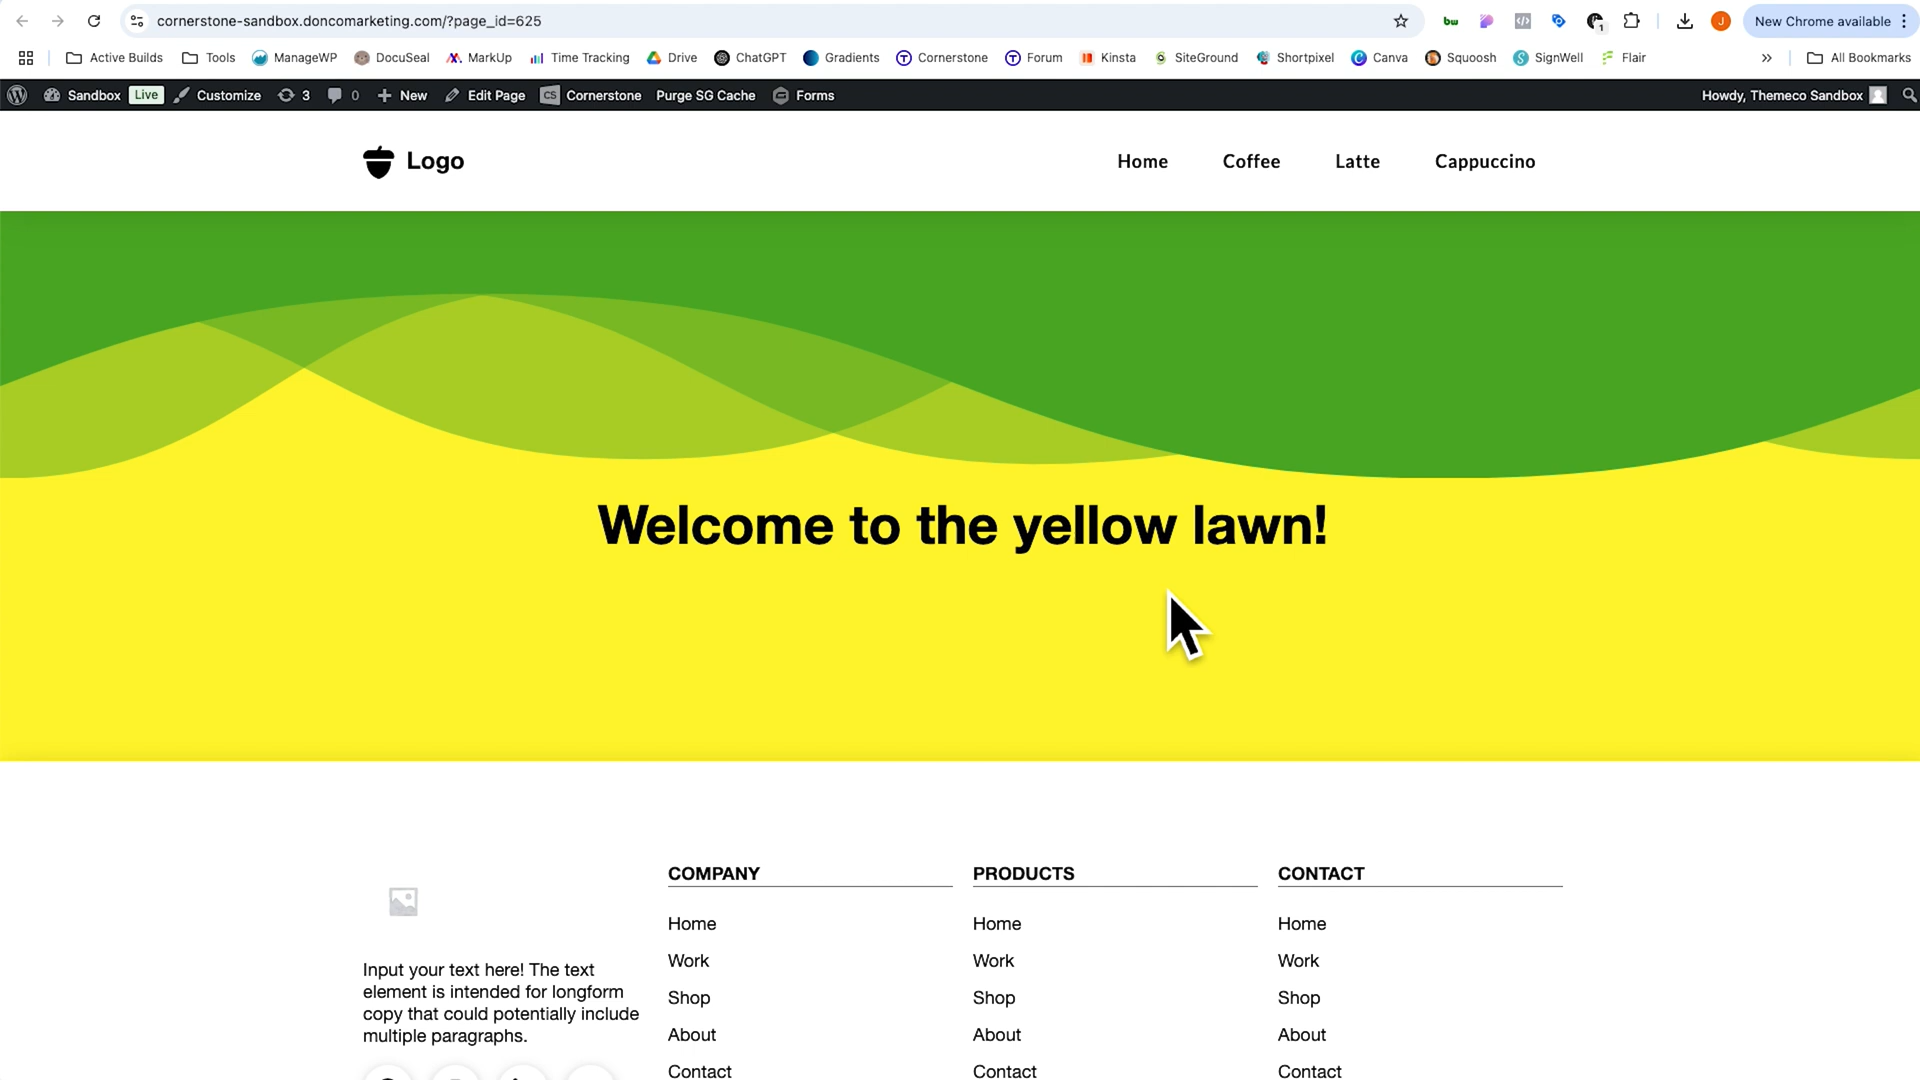 cornerstone-sandbox.doncomarketing.com/?page_id=625
bw
1
J
New Chrome available
Active Builds
Tools
ManageWP
DocuSeal
MarkUp
Time Tracking
Drive
ChatGPT
Gradients
Cornerstone
Forum
Kinsta
SiteGround
Shortpixel
Canva
Squoosh
SignWell
Flair
All Bookmarks
Sandbox
Live
Customize
3
0
New
Edit Page
CS
Cornerstone
Purge SG Cache
Forms
Howdy, Themeco Sandbox
Logo
Home
Coffee
Latte
Cappuccino
Welcome to the yellow lawn!
Input your text here! The text
element is intended for longform
copy that could potentially include
multiple paragraphs.
COMPANY
Home
Work
Shop
About
Contact
PRODUCTS
Home
Work
Shop
About
Contact
CONTACT
Home
Work
Shop
About
Contact